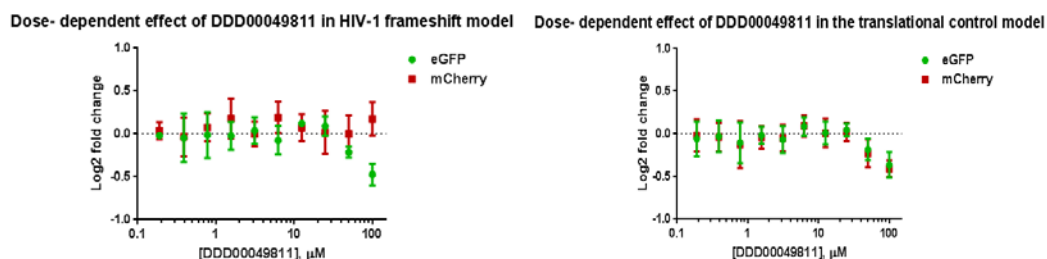 Dose- dependent effect of DDD00049811 in HIV-1 frameshift model
eGFP
mCherry
Log2 fold change
1.0
0.5
0.0
-0.5
-1.0
0.1
1
10
100
[DDD00049811], μM
Dose- dependent effect of DDD00049811 in the translational control model
eGFP
mCherry
Log2 fold change
1.0
0.5
0.0
-0.5
-1.0
0.1
1
10
100
[DDD00049811], μM